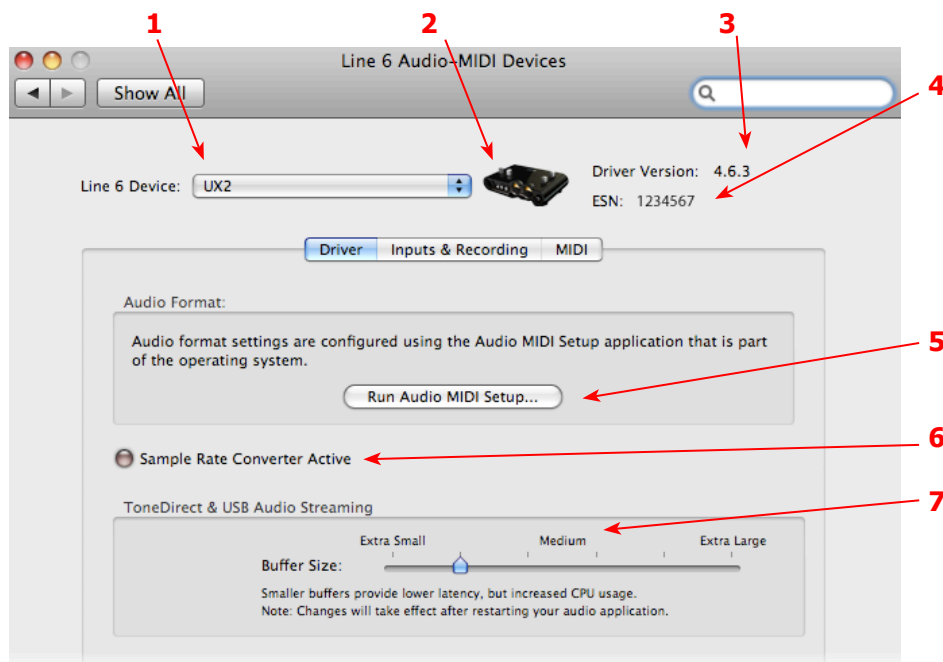 1 2 3
Line 6 Audio-MIDI Devices
Show All
4
Line 6 Device: UX2 Driver Version: 4.6.3
ESN: 1234567
Driver Inputs & Recording MIDI
Audio Format:
Audio format settings are configured using the Audio MIDI Setup application that is part
of the operating system.
5
Run Audio MIDI Setup...
6
Sample Rate Converter Active
7
ToneDirect & USB Audio Streaming
Extra Small Medium Extra Large
Buffer Size:
Smaller buffers provide lower latency, but increased CPU usage.
Note: Changes will take effect after restarting your audio application.